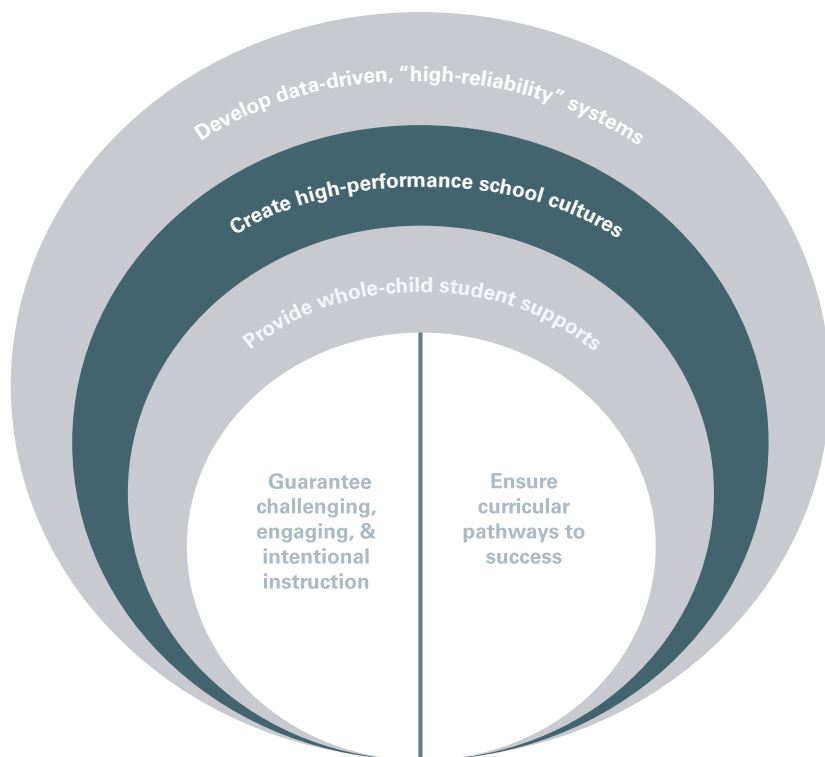 Develop data-driven, “high-reliability” systems
Create high-performance school cultures
Provide whole-child student supports
Guarantee
challenging,
engaging, &
intentional
instruction
Ensure
curricular
pathways to
success